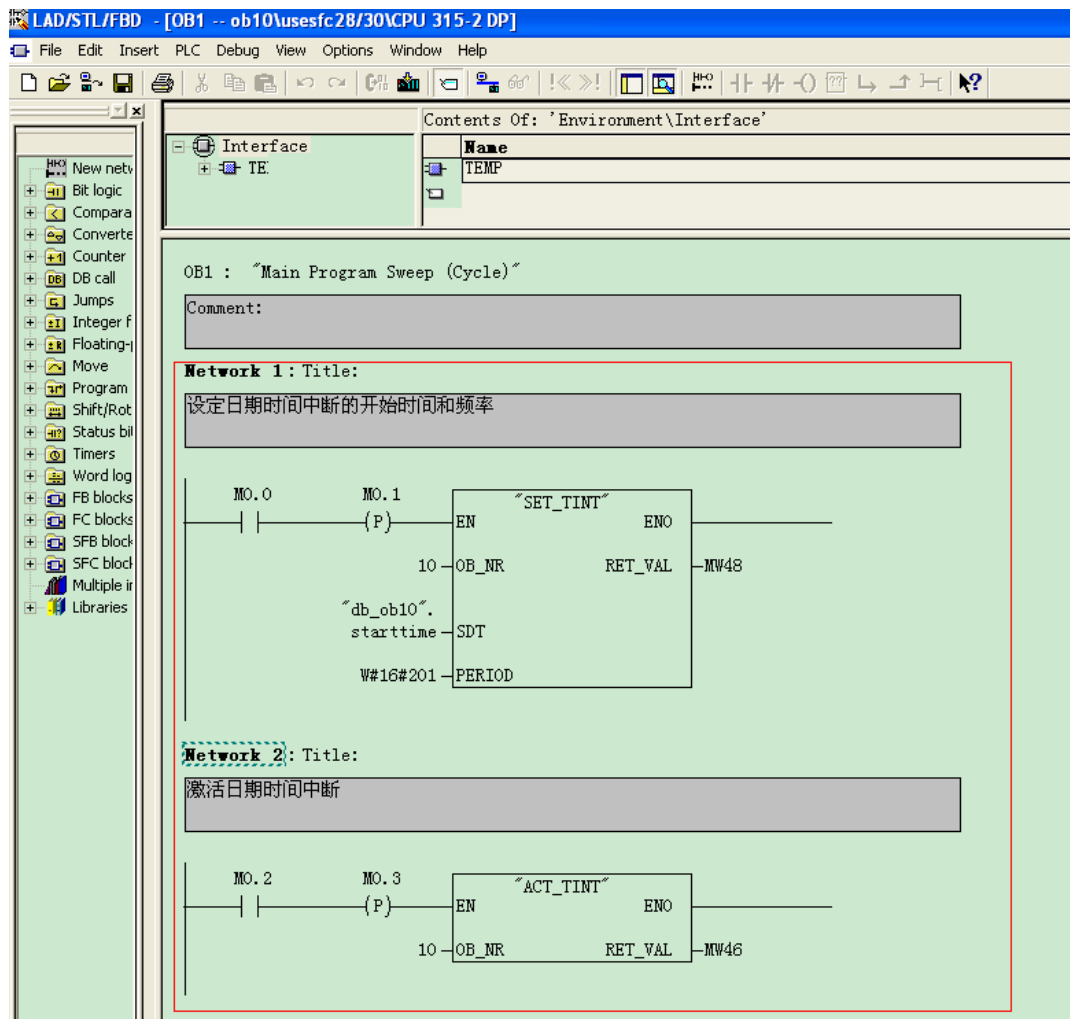 LAD/STL/FBD - [OB1 -- ob10\usesfc28/30\CPU 315-2 DP]
File Edit Insert PLC Debug View Options Window Help
Contents Of: 'Environment\Interface'
Interface
TE
Name
TEMP
New netw
Bit logic
Compara
Converte
Counter
DB call
Jumps
Integer f
Floating-p
Move
Program
Shift/Rot
Status bit
Timers
Word log
FB blocks
FC blocks
SFB block
SFC block
Multiple in
Libraries
OB1 : "Main Program Sweep (Cycle)"
Comment:
Network 1: Title:
设定日期时间中断的开始时间和频率
M0.0 M0.1 "SET_TINT"
(P) EN ENO
10 OB_NR RET_VAL MW48
"db_ob10".
starttime SDT
W#16#201 PERIOD
Network 2: Title:
激活日期时间中断
M0.2 M0.3 "ACT_TINT"
(P) EN ENO
10 OB_NR RET_VAL MW46